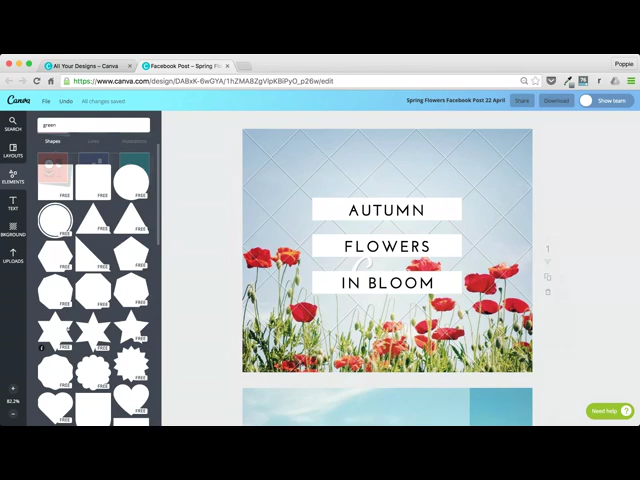 Poppie
All Your Designs – Canva
Facebook Post – Spring Flo
https://www.canva.com/design/DABxK-6wGYA/1hZMA8ZgVlpKBiPyO_p26w/edit
Canva
File
Undo
All changes saved
Spring Flowers Facebook Post 22 April
Share
Download
Show team
SEARCH
green
LAYOUTS
Shapes
Lines
Illustrations
ELEMENTS
FREE
FREE
FREE
TEXT
FREE
FREE
FREE
BKGROUND
FREE
FREE
FREE
UPLOADS
FREE
FREE
FREE
FREE
FREE
FREE
FREE
FREE
FREE
FREE
FREE
AUTUMN
FLOWERS
IN BLOOM
1
82.2%
Need help ?